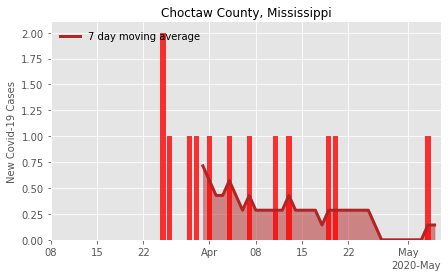 Choctaw County, Mississippi
7 day moving average
New Covid-19 Cases
2.00
1.75
1.50
1.25
1.00
0.75
0.50
0.25
0.00
08
15
22
Apr
08
15
22
May
2020-May